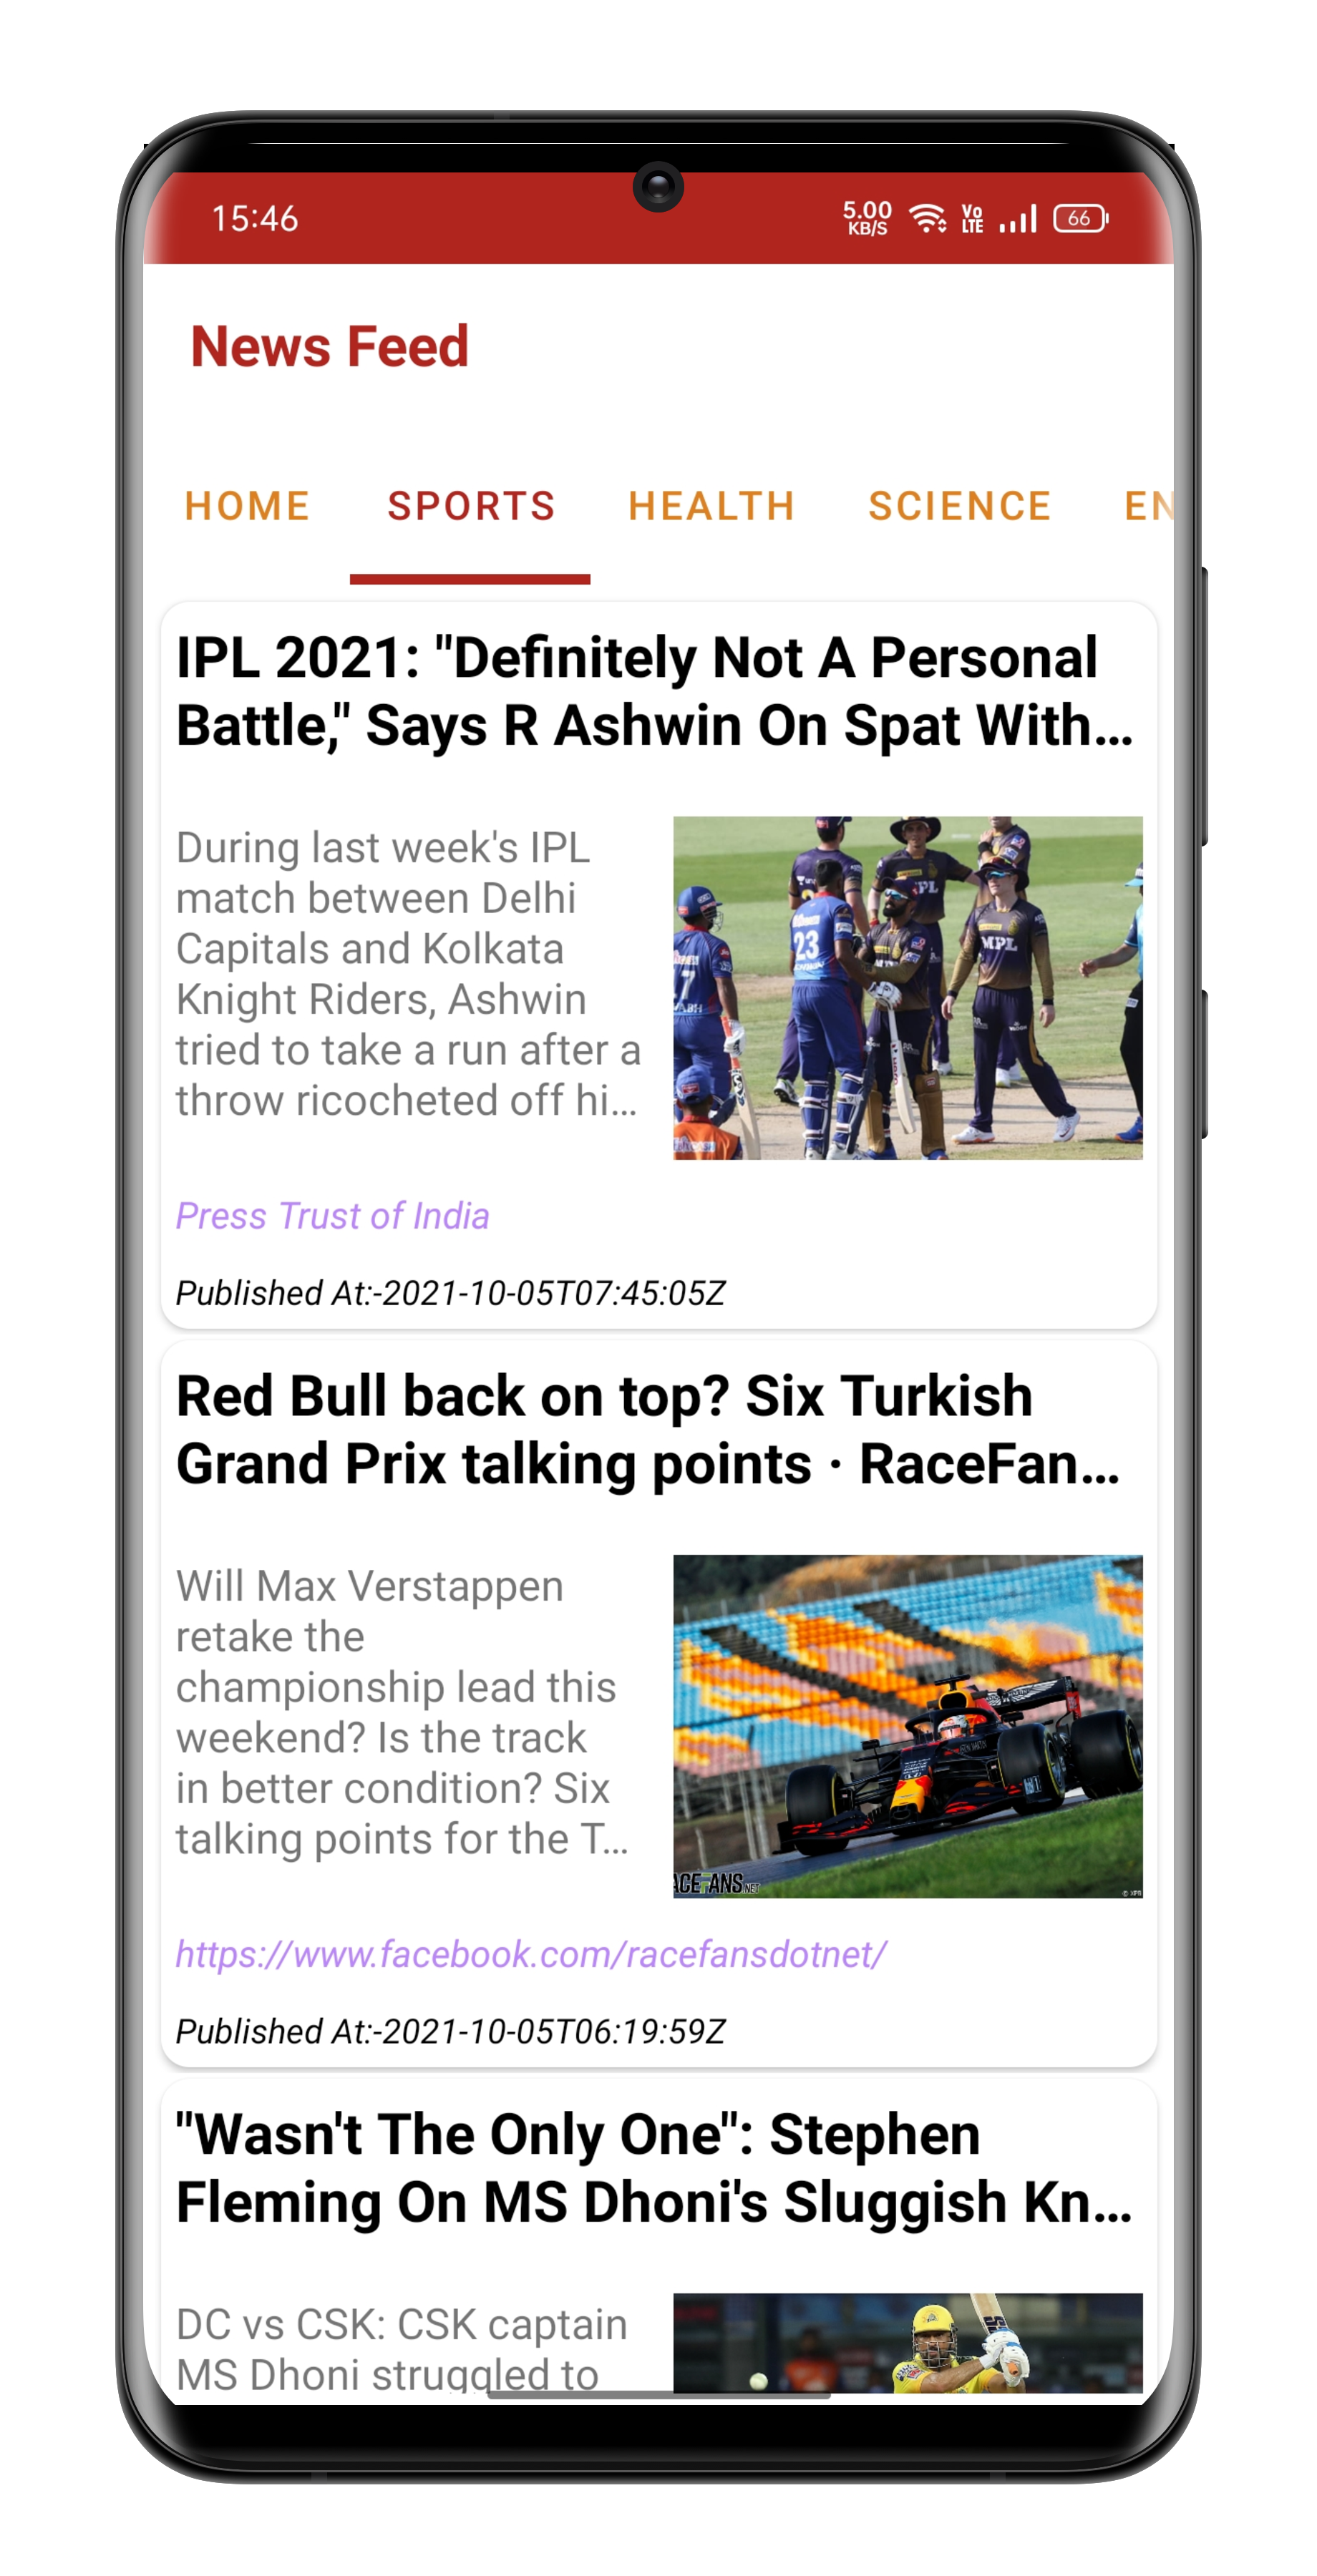 15:46
5.00
KB/S
Vo
LTE
66
News Feed
HOME SPORTS HEALTH SCIENCE EN
IPL 2021: "Definitely Not A Personal
Battle," Says R Ashwin On Spat With...
During last week's IPL
match between Delhi
Capitals and Kolkata
Knight Riders, Ashwin
tried to take a run after a
throw ricocheted off hi...
23
MPL
Press Trust of India
Published At:-2021-10-05T07:45:05Z
Red Bull back on top? Six Turkish
Grand Prix talking points · RaceFan...
Will Max Verstappen
retake the
championship lead this
weekend? Is the track
in better condition? Six
talking points for the T...
ACEFANS.NET
https://www.facebook.com/racefansdotnet/
Published At:-2021-10-05T06:19:59Z
"Wasn't The Only One": Stephen
Fleming On MS Dhoni's Sluggish Kn...
DC vs CSK: CSK captain
MS Dhoni struggled to